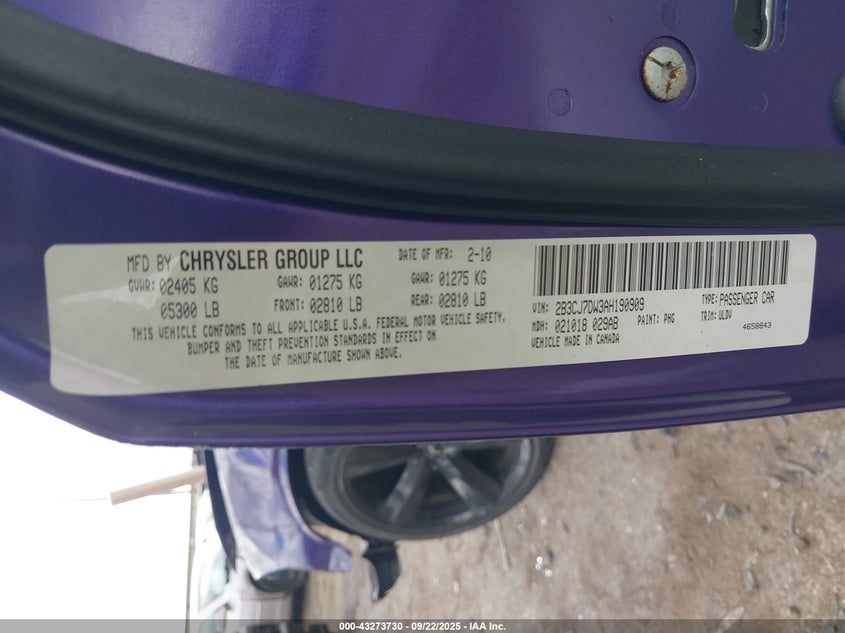 MFD BY CHRYSLER GROUP LLC DATE OF MFR: 2-10
GVWR: 02405 KG GAWR: 01275 KG GAWR: 01275 KG
05300 LB FRONT: 02810 LB REAR: 02810 LB
THIS VEHICLE CONFORMS TO ALL APPLICABLE U.S.A. FEDERAL MOTOR VEHICLE SAFETY,
BUMPER AND THEFT PREVENTION STANDARDS IN EFFECT ON
THE DATE OF MANUFACTURE SHOWN ABOVE.
VIN: 2B3CJ7DW3AH190909 TYPE: PASSENGER CAR
MDH: 021018 029AB PAINT: PHG TRIM: ULDV
VEHICLE MADE IN CANADA 4658843
000-43273730 - 09/22/2025 - IAA Inc.